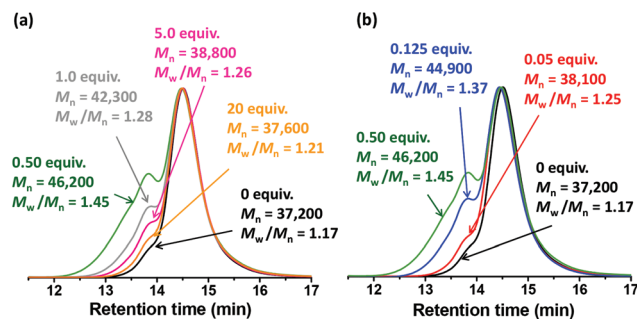 (a)
5.0 equiv.
Mn = 38,800
Mw/Mn = 1.26
1.0 equiv.
Mn = 42,300
Mw/Mn = 1.28
20 equiv.
Mn = 37,600
Mw/Mn = 1.21
0.50 equiv.
Mn = 46,200
Mw/Mn = 1.45
0 equiv.
Mn = 37,200
Mw/Mn = 1.17
12 13 14 15 16 17
Retention time (min)
(b)
0.125 equiv.
Mn = 44,900
Mw/Mn = 1.37
0.05 equiv.
Mn = 38,100
Mw/Mn = 1.25
0.50 equiv.
Mn = 46,200
Mw/Mn = 1.45
0 equiv.
Mn = 37,200
Mw/Mn = 1.17
12 13 14 15 16 17
Retention time (min)